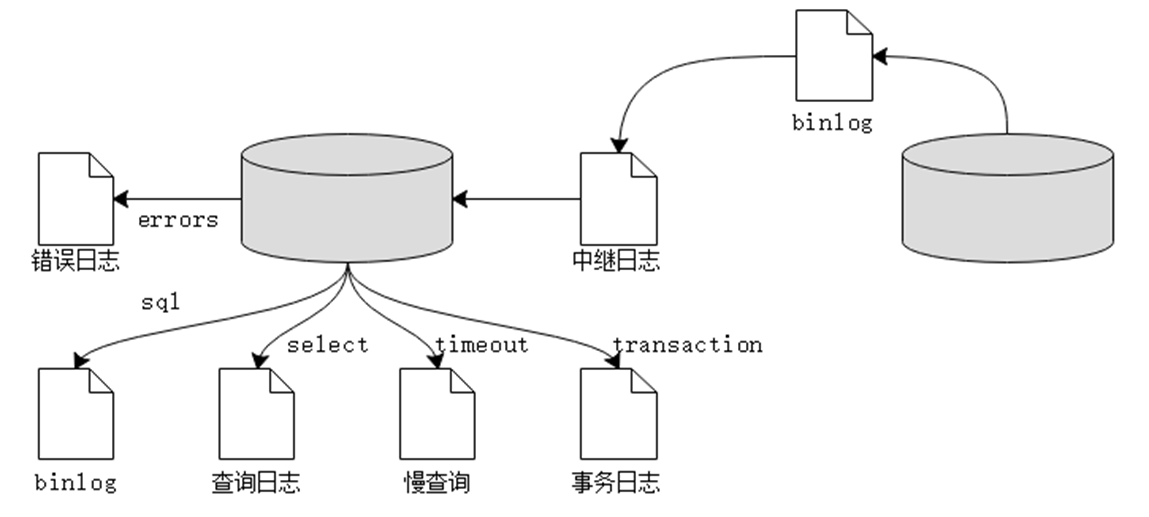 binlog
errors
错误日志
中继日志
sql
select
timeout
transaction
binlog
查询日志
慢查询
事务日志